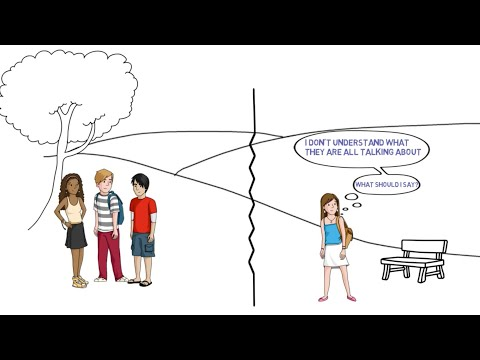 I DON'T UNDERSTAND WHAT
THEY ARE ALL TALKING ABOUT
WHAT SHOULD I SAY?